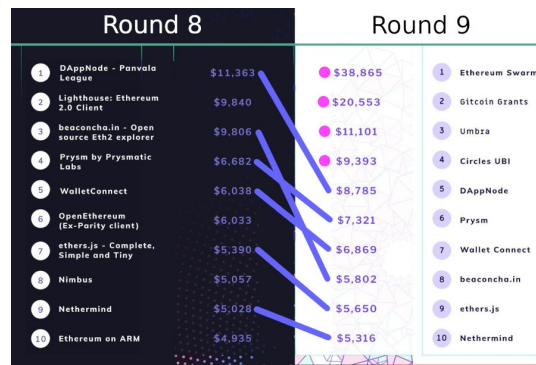 Round 8
Round 9
1 DAppNode - Panvala
League
$11,363
$38,865
1 Ethereum Swarm
2 Lighthouse: Ethereum
2.0 Client
$9,840
$20,553
2 Gitcoin Grants
3 beaconcha.in - Open
source Eth2 explorer
$9,806
$11,101
3 Umbra
4 Prysm by Prysmatic
Labs
$6,682
$9,393
4 Circles UBI
5 WalletConnect
$6,038
$8,785
5 DAppNode
6 OpenEthereum
(Ex-Parity client)
$6,033
$7,321
6 Prysm
7 ethers.js - Complete,
Simple and Tiny
$5,390
$6,869
7 Wallet Connect
8 Nimbus
$5,057
$5,802
8 beaconcha.in
9 Nethermind
$5,028
$5,650
9 ethers.js
10 Ethereum on ARM
$4,935
$5,316
10 Nethermind